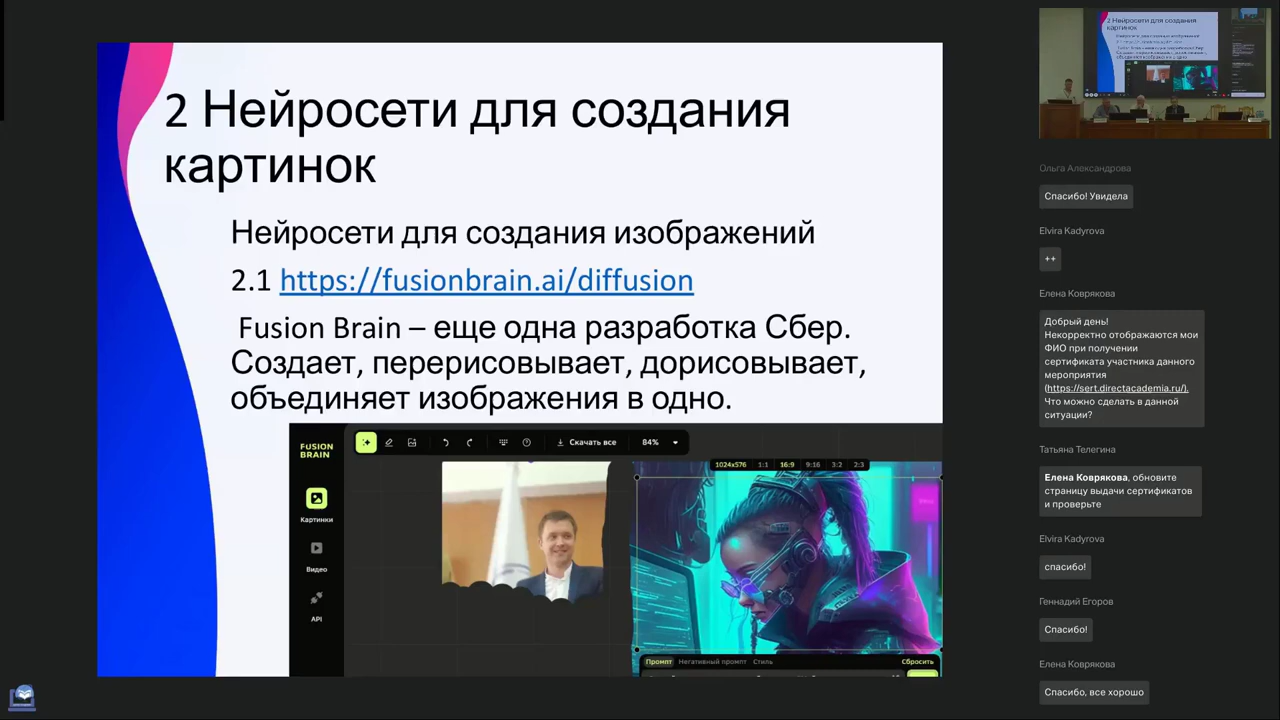 2 Нейросети для создания
картинок
Нейросети для создания изображений
2.1 https://fusionbrain.ai/diffusion
Fusion Brain – еще одна разработка Сбер.
Создает, перерисовывает, дорисовывает,
объединяет изображения в одно.
FUSION
BRAIN
Скачать все
84%
1024x576 1:1 16:9 9:16 3:2 2:3
Картинки
Видео
API
Промпт Негативный промпт Стиль
Сбросить
2 Нейросети для создания
картинок
Ольга Александрова
Спасибо! Увидела
Elvira Kadyrova
++
Елена Коврякова
Добрый день!
Некорректно отображаются мои
ФИО при получении
сертификата участника данного
мероприятия
(https://sert.directacademia.ru/).
Что можно сделать в данной
ситуации?
Татьяна Телегина
Елена Коврякова, обновите
страницу выдачи сертификатов
и проверьте
Elvira Kadyrova
спасибо!
Геннадий Егоров
Спасибо!
Елена Коврякова
Спасибо, все хорошо